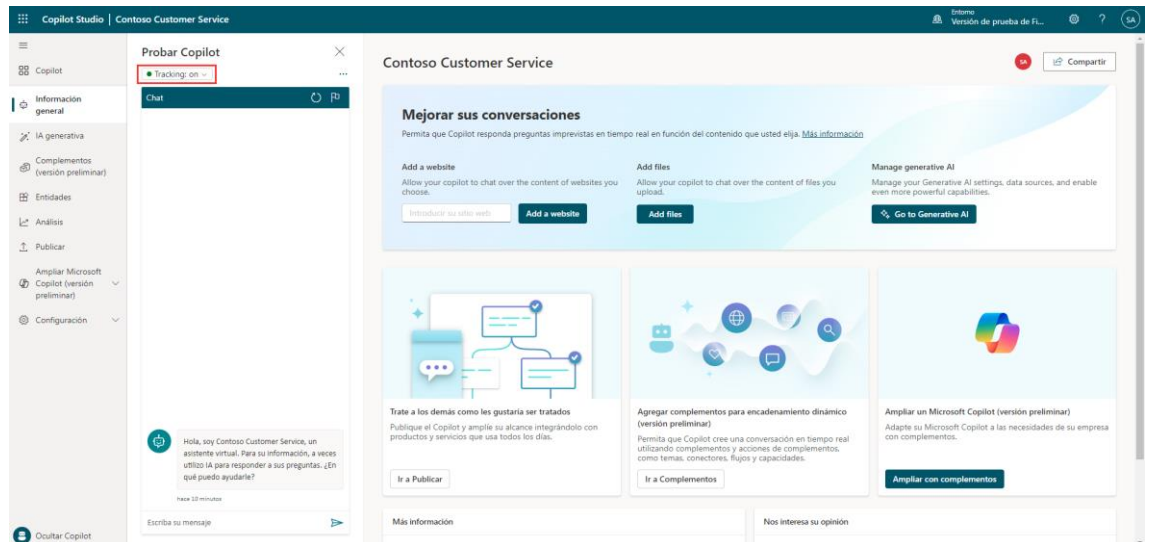 Copilot Studio | Contoso Customer Service
Entorno
Versión de prueba de Fi...
?
SA
Copilot
Información
general
IA generativa
Complementos
(versión preliminar)
Entidades
Análisis
Publicar
Ampliar Microsoft
Copilot (versión
preliminar)
Configuración
Ocultar Copilot
Probar Copilot
Tracking: on
...
Chat
Hola, soy Contoso Customer Service, un
asistente virtual. Para su información, a veces
utilizo IA para responder a sus preguntas. ¿En
qué puedo ayudarle?
hace 10 minutos
Escriba su mensaje
Contoso Customer Service
SA
Compartir
Mejorar sus conversaciones
Permita que Copilot responda preguntas imprevistas en tiempo real en función del contenido que usted elija. Más información
Add a website
Allow your copilot to chat over the content of websites you
choose.
Introducir su sitio web
Add a website
Add files
Allow your copilot to chat over the content of files you
upload.
Add files
Manage generative AI
Manage your Generative AI settings, data sources, and enable
even more powerful capabilities.
Go to Generative AI
Trate a los demás como les gustaría ser tratados
Publique el Copilot y amplíe su alcance integrándolo con
productos y servicios que usa todos los días.
Ir a Publicar
Agregar complementos para encadenamiento dinámico
(versión preliminar)
Permita que Copilot cree una conversación en tiempo real
utilizando complementos y acciones de complementos,
como temas, conectores, flujos y capacidades.
Ir a Complementos
Ampliar un Microsoft Copilot (versión preliminar)
Adapte su Microsoft Copilot a las necesidades de su empresa
con complementos.
Ampliar con complementos
Más información
Nos interesa su opinión